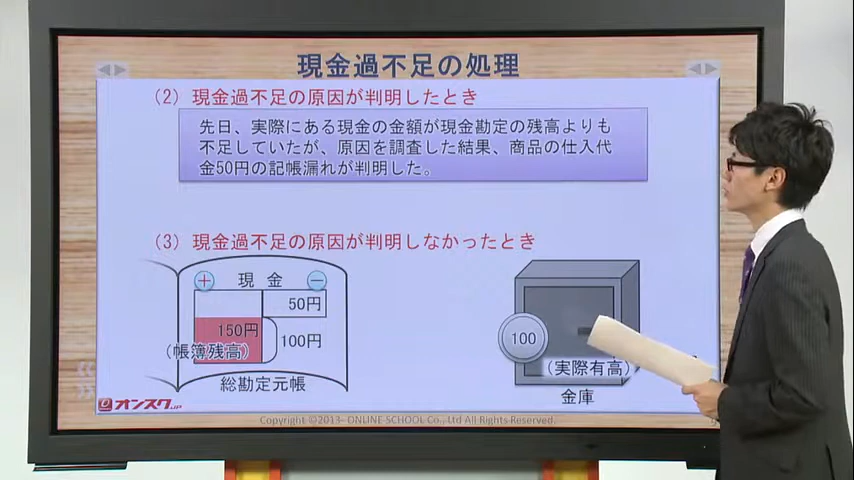 現金過不足の処理
(2) 現金過不足の原因が判明したとき
先日、実際にある現金の金額が現金勘定の残高よりも
不足していたが、原因を調査した結果、商品の仕入代
金50円の記帳漏れが判明した。
(3) 現金過不足の原因が判明しなかったとき
+ 現 金 −
50円
150円
100円
(帳簿残高)
総勘定元帳
100
(実際有高)
金庫
オンスク.JP
Copyright ©2013- ONLINE-SCHOOL Co., Ltd All Rights Reserved.